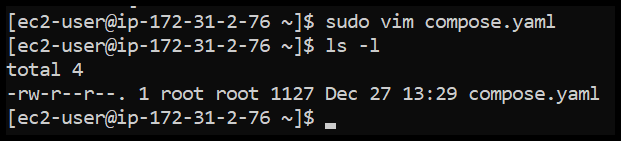 [ec2-user@ip-172-31-2-76 ~]$ sudo vim compose.yaml
[ec2-user@ip-172-31-2-76 ~]$ ls -l
total 4
-rw-r--r--. 1 root root 1127 Dec 27 13:29 compose.yaml
[ec2-user@ip-172-31-2-76 ~]$